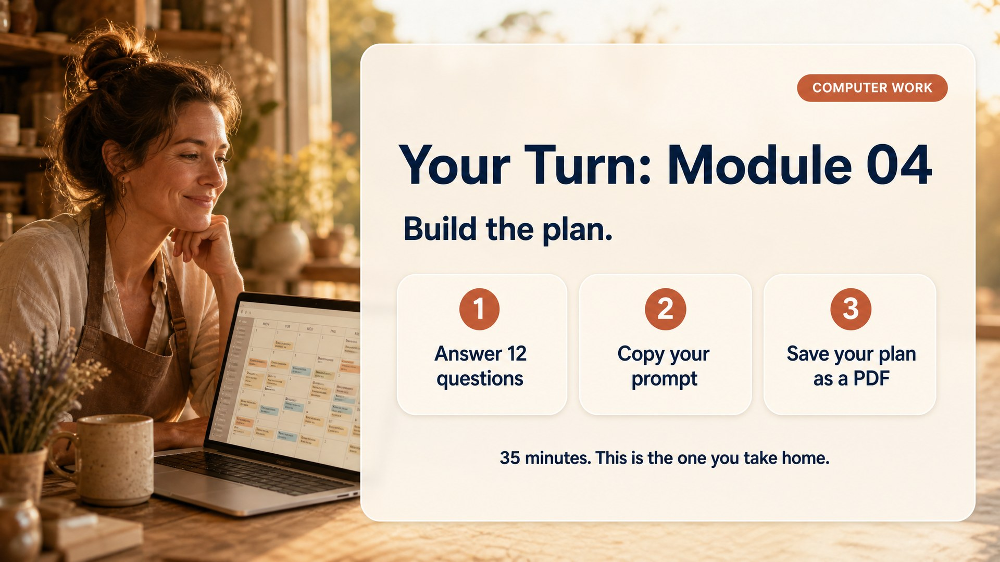 COMPUTER WORK
Your Turn: Module 04
Build the plan.
1
Answer 12
questions
2
Copy your
prompt
3
Save your plan
as a PDF
35 minutes. This is the one you take home.
MON
TUE
WED
THU